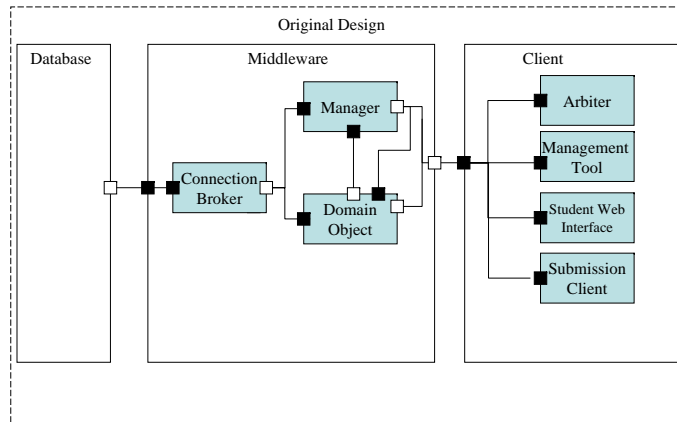 Original Design
Database
Middleware
Client
Manager
Arbiter
Connection
Broker
Management
Tool
Domain
Object
Student Web
Interface
Submission
Client